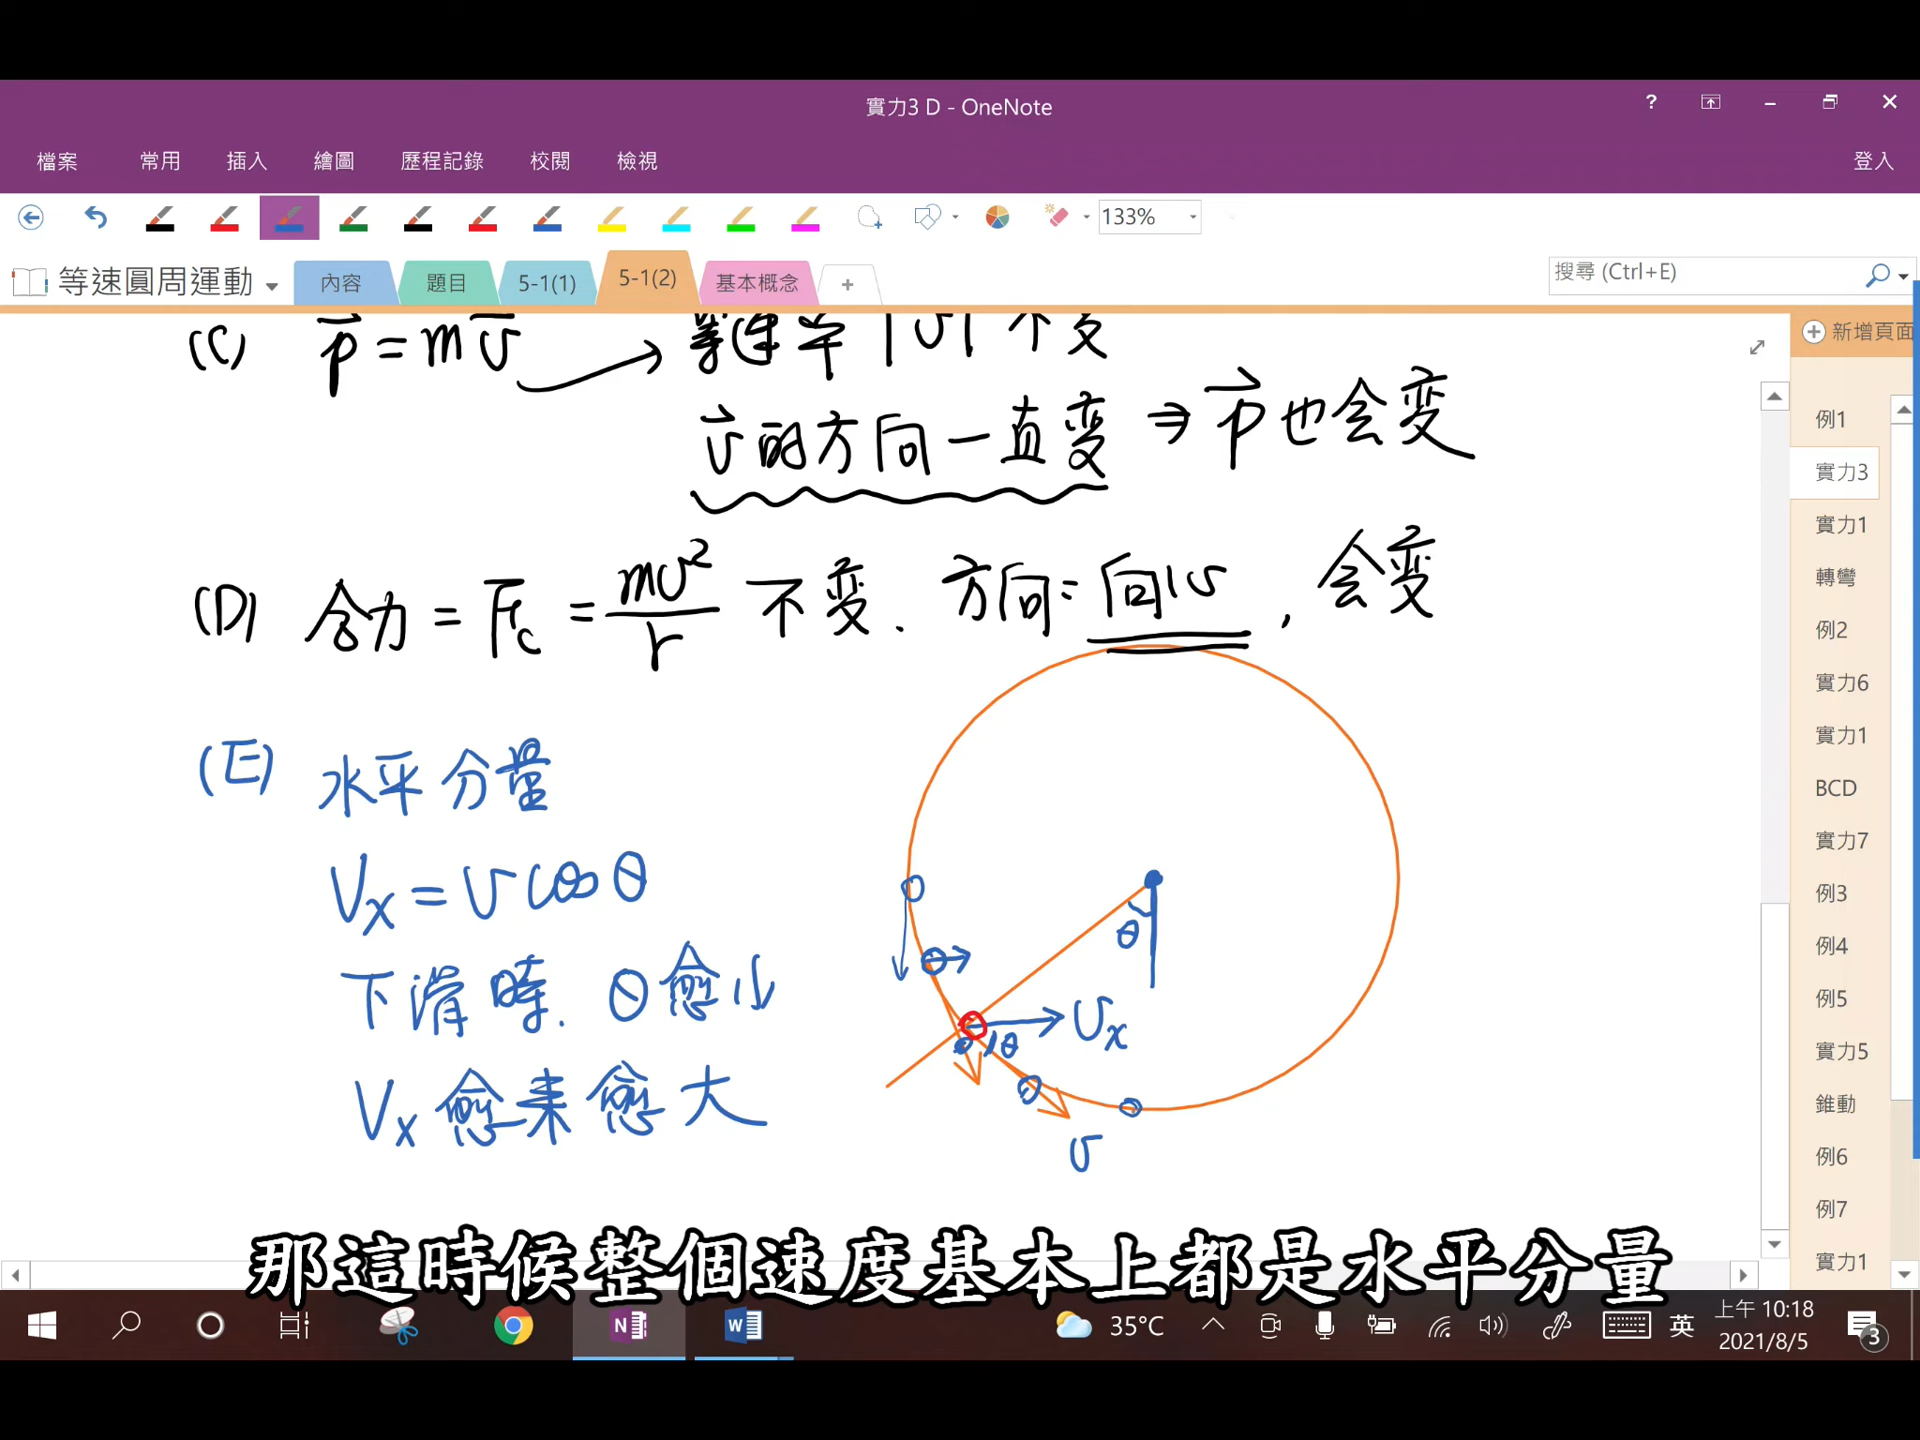 實力3 D - OneNote
?
檔案 常用 插入 繪圖 歷程記錄 校閱 檢視 登入
133%
等速圓周運動 內容 題目 5-1(1) 5-1(2) 基本概念 + 搜尋 (Ctrl+E)
新增頁面
例1
實力3
實力1
轉彎
例2
實力6
實力1
BCD
實力7
例3
例4
例5
實力5
錐動
例6
例7
實力1
(C) p⃗ = mv⃗ → 等速率 |v| 不变
v⃗ 的方向一直变 ⇒ p⃗ 也会变
(D) 合力 = Fc = mv²/r 不变. 方向: 向心, 会变
(E) 水平分量
Vx = v cosθ
下滑時. θ愈小
Vx 愈来愈大
θ
θ
Vx
v
那這時候整個速度基本上都是水平分量
35°C 英 上午 10:18
2021/8/5
3